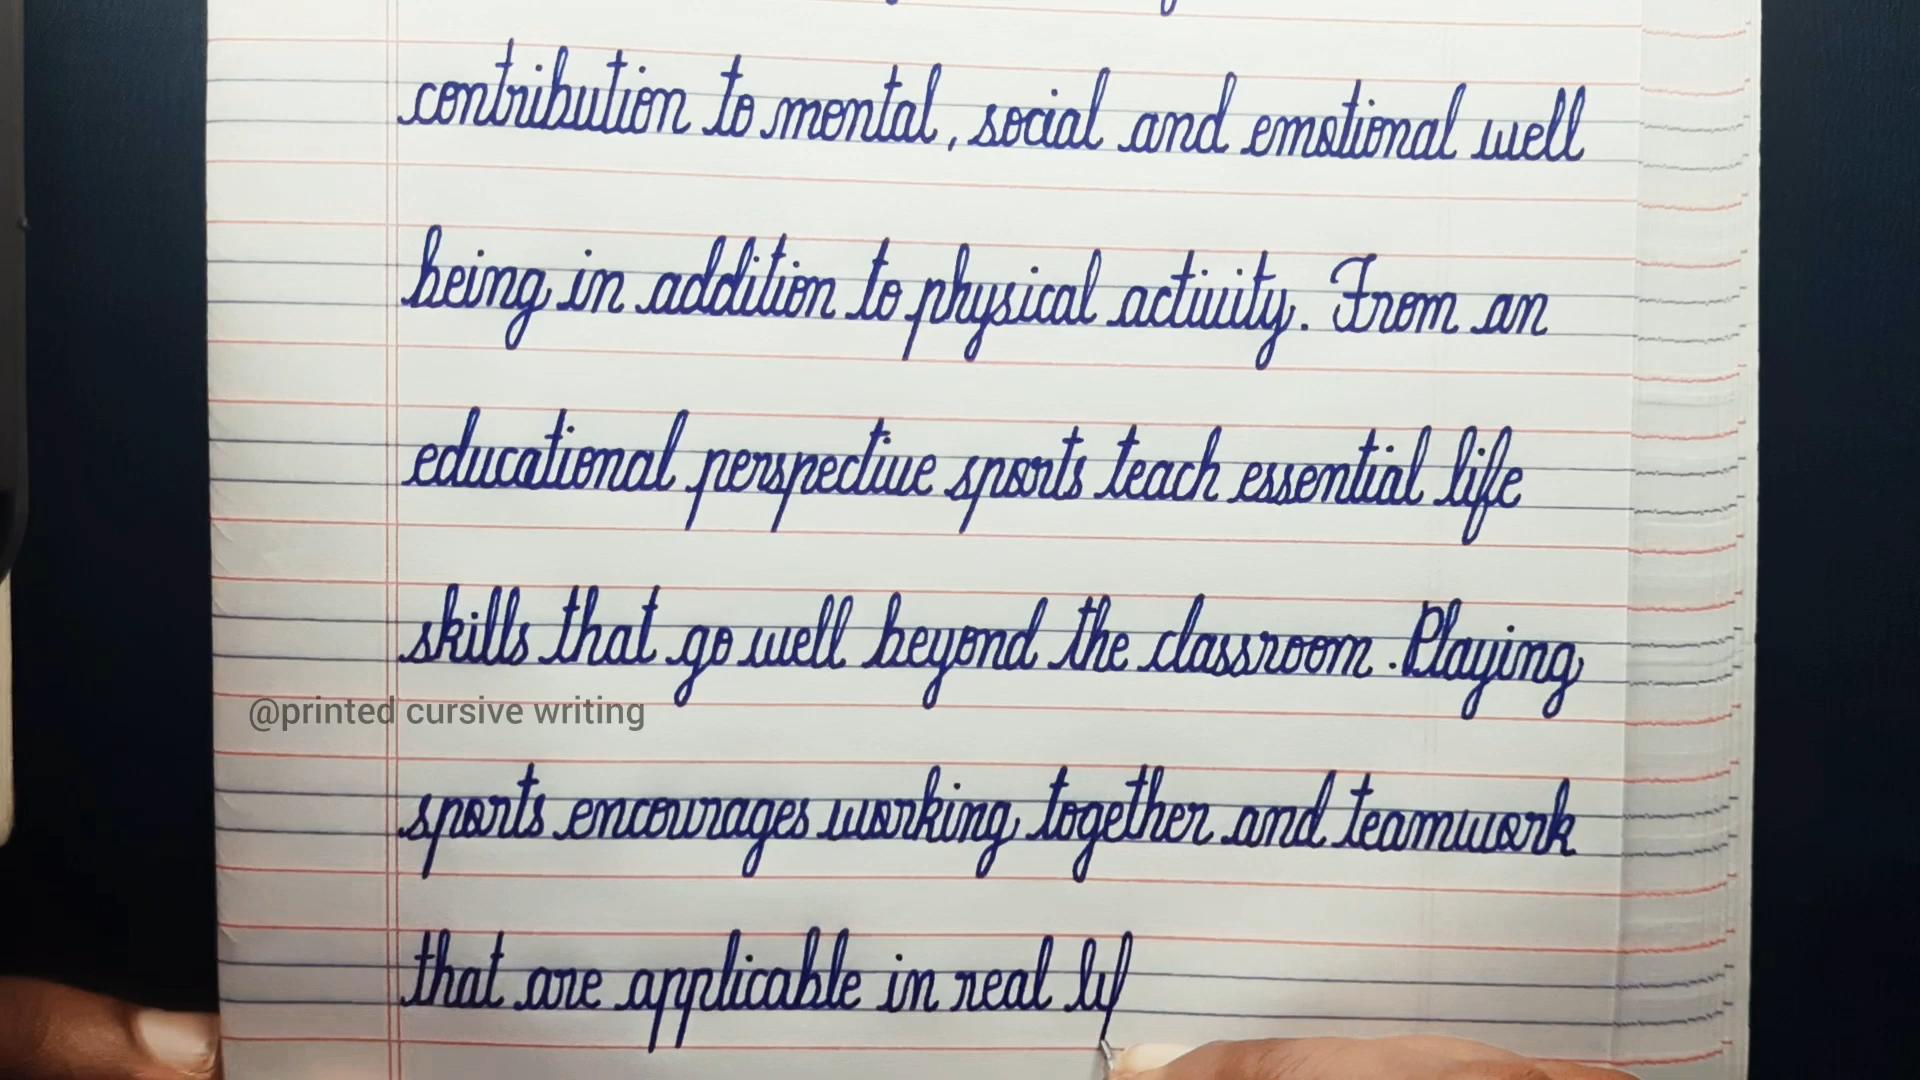 contribution to mental, social and emotional well
being in addition to physical activity. From an
educational perspective sports teach essential life
skills that go well beyond the classroom. Playing
@printed cursive writing
sports encourages working together and teamwork
that are applicable in real lif